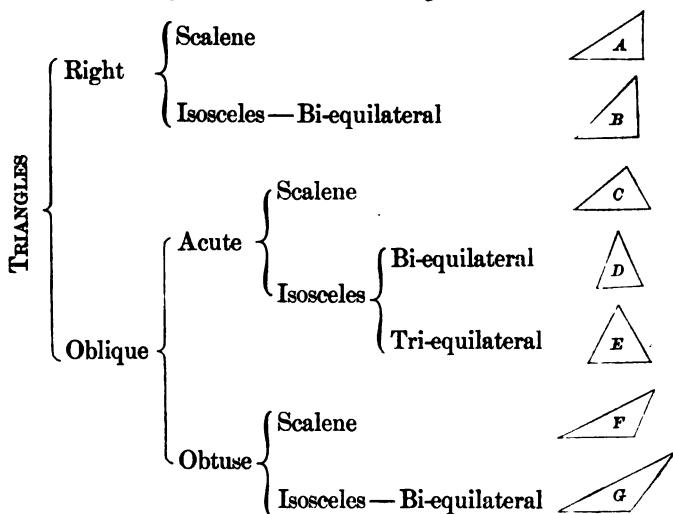 TRIANGLES
Right
Scalene
A
Isosceles — Bi-equilateral
B
Oblique
Acute
Scalene
C
Isosceles
Bi-equilateral
D
Tri-equilateral
E
Obtuse
Scalene
F
Isosceles — Bi-equilateral
G